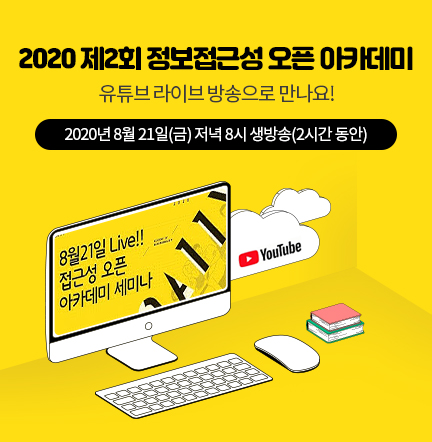 2020 제2회 정보접근성 오픈 아카데미
유튜브 라이브 방송으로 만나요!
2020년 8월 21일(금) 저녁 8시 생방송(2시간 동안)
8월21일 Live!!
접근성 오픈
아카데미 세미나
YouTube